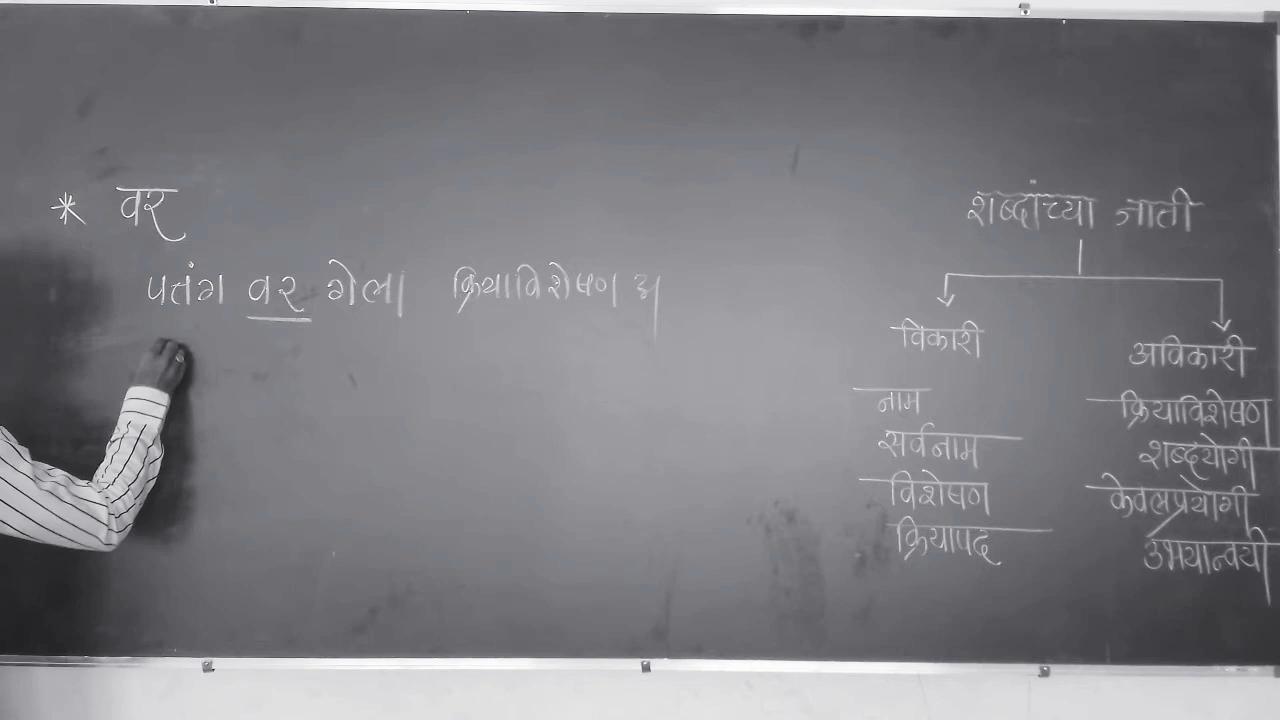 * वर
पतंग वर गेला क्रियाविशेषण अ
शब्दांच्या जाती
विकारी
नाम
सर्वनाम
विशेषण
क्रियापद
अविकारी
क्रियाविशेषण
शब्दयोगी
केवलप्रयोगी
उभयान्वयी